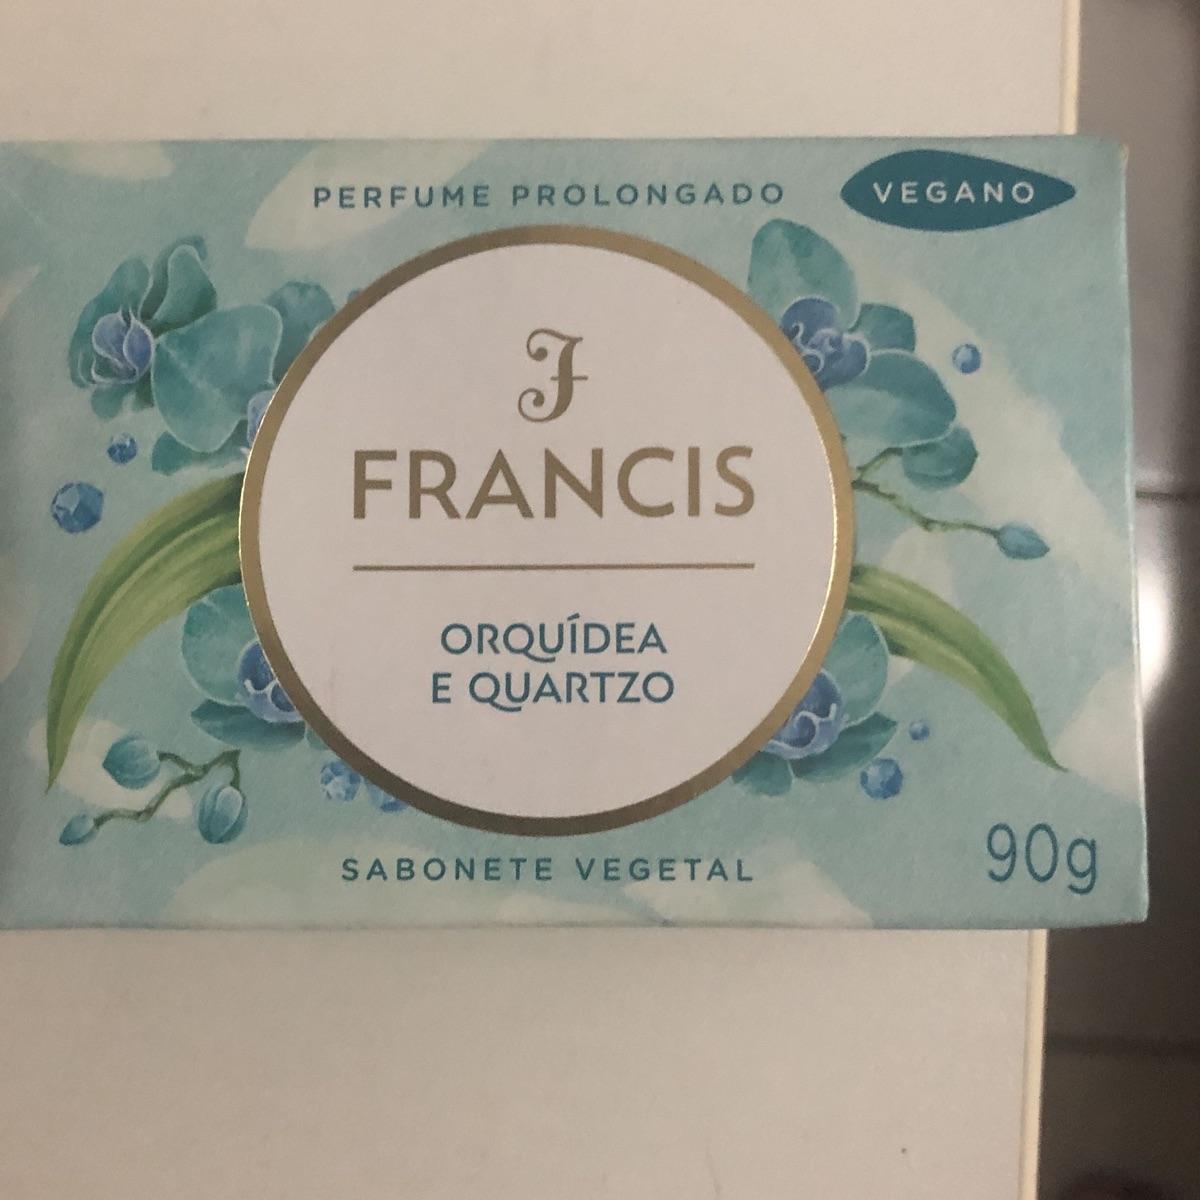 PERFUME PROLONGADO
VEGANO
F
FRANCIS
ORQUÍDEA
E QUARTZO
SABONETE VEGETAL
90g